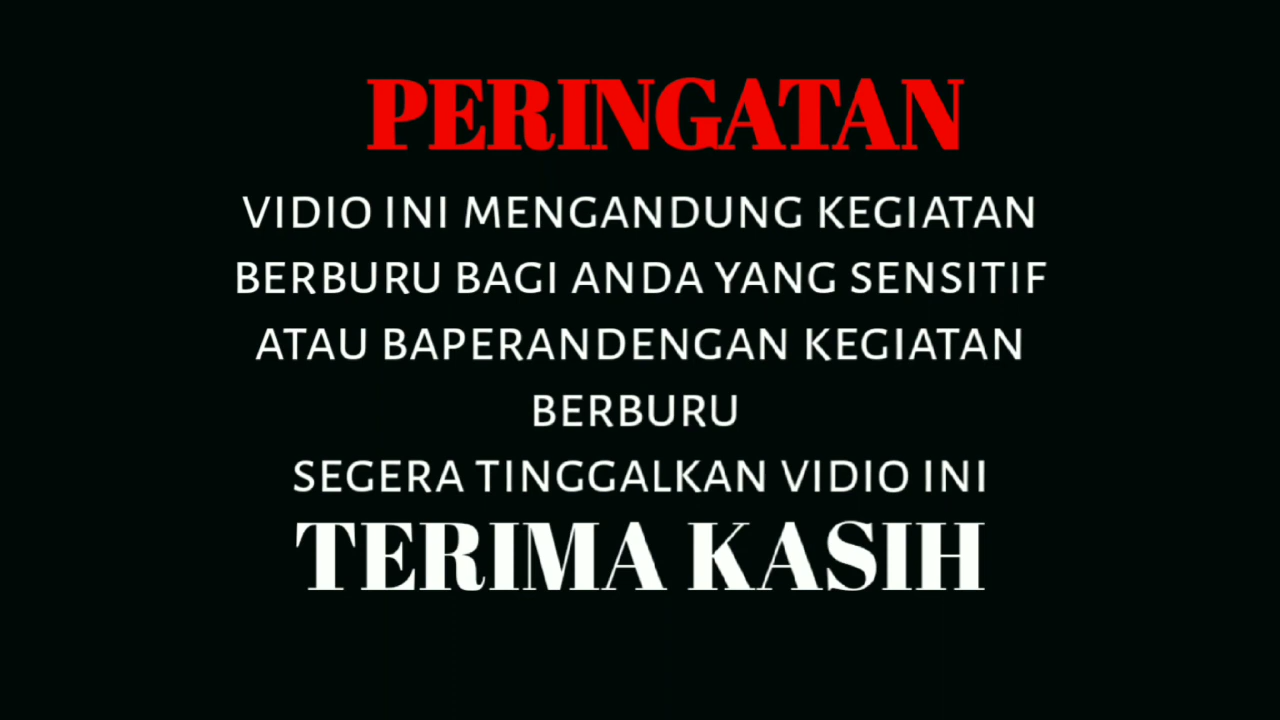 PERINGATAN
VIDIO INI MENGANDUNG KEGIATAN
BERBURU BAGI ANDA YANG SENSITIF
ATAU BAPERANDENGAN KEGIATAN
BERBURU
SEGERA TINGGALKAN VIDIO INI
TERIMA KASIH